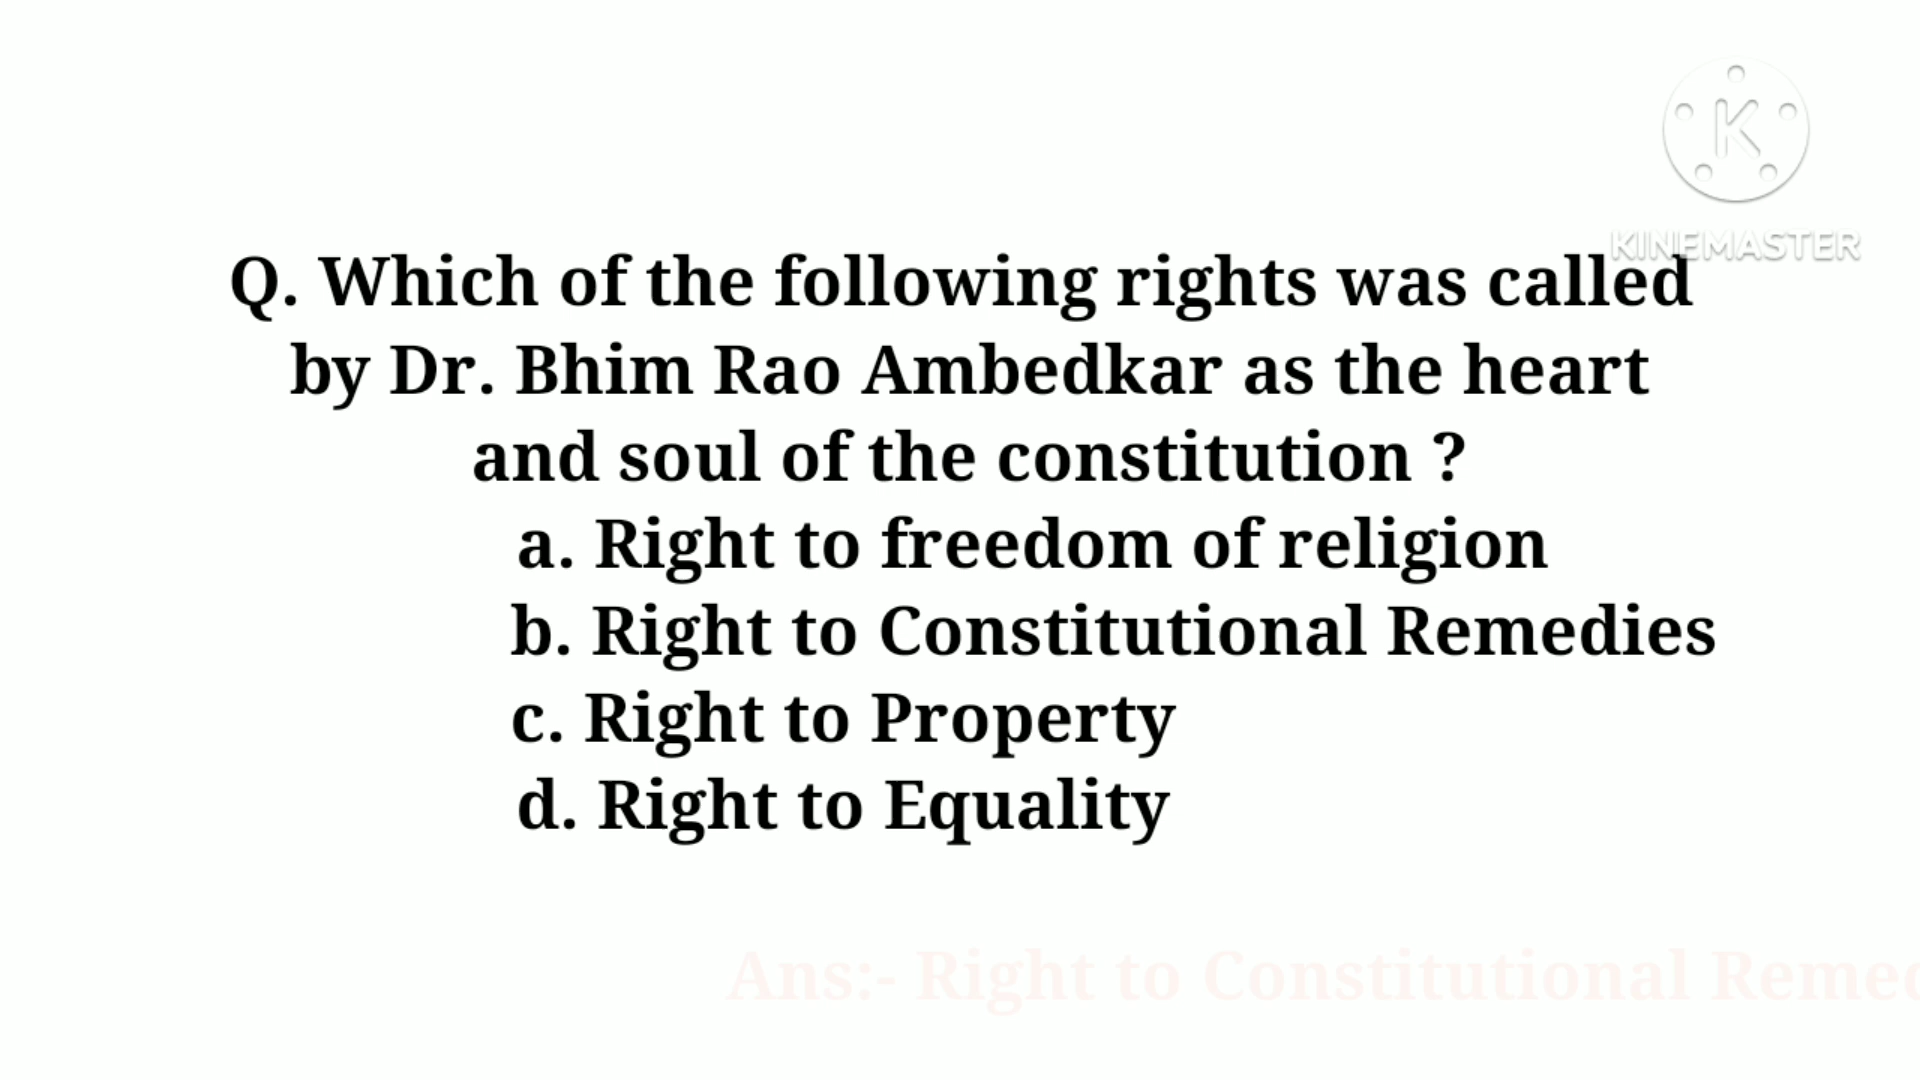 K
KINEMASTER
Q. Which of the following rights was called
by Dr. Bhim Rao Ambedkar as the heart
and soul of the constitution ?
a. Right to freedom of religion
b. Right to Constitutional Remedies
c. Right to Property
d. Right to Equality
Ans:- Right to Constitutional Remed